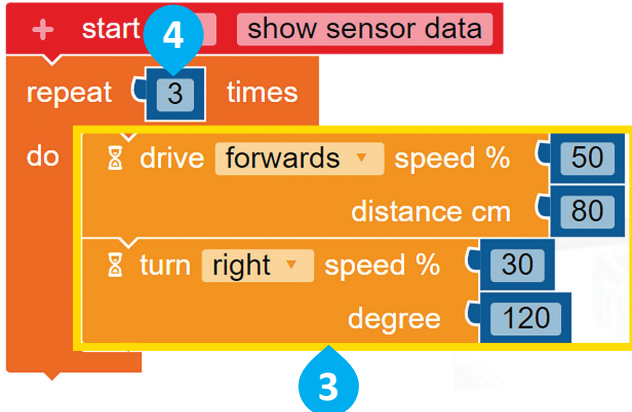 + start 4 show sensor data
repeat 3 times
do drive forwards speed % 50
distance cm 80
turn right speed % 30
degree 120
3